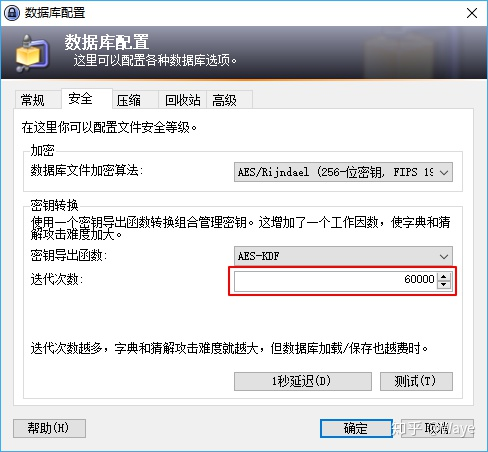 数据库配置
数据库配置
这里可以配置各种数据库选项。
常规
安全
压缩
回收站
高级
在这里你可以配置文件安全等级。
加密
数据库文件加密算法:
AES/Rijndael (256-位密钥, FIPS 19
密钥转换
使用一个密钥导出函数转换组合管理密钥。这增加了一个工作因数，使字典和猜
解攻击难度加大。
密钥导出函数:
AES-KDF
迭代次数:
60000
迭代次数越多，字典和猜解攻击难度就越大，但数据库加载/保存也越费时。
1秒延迟(D)
测试(T)
帮助(H)
确定
取消
知乎 @Waye